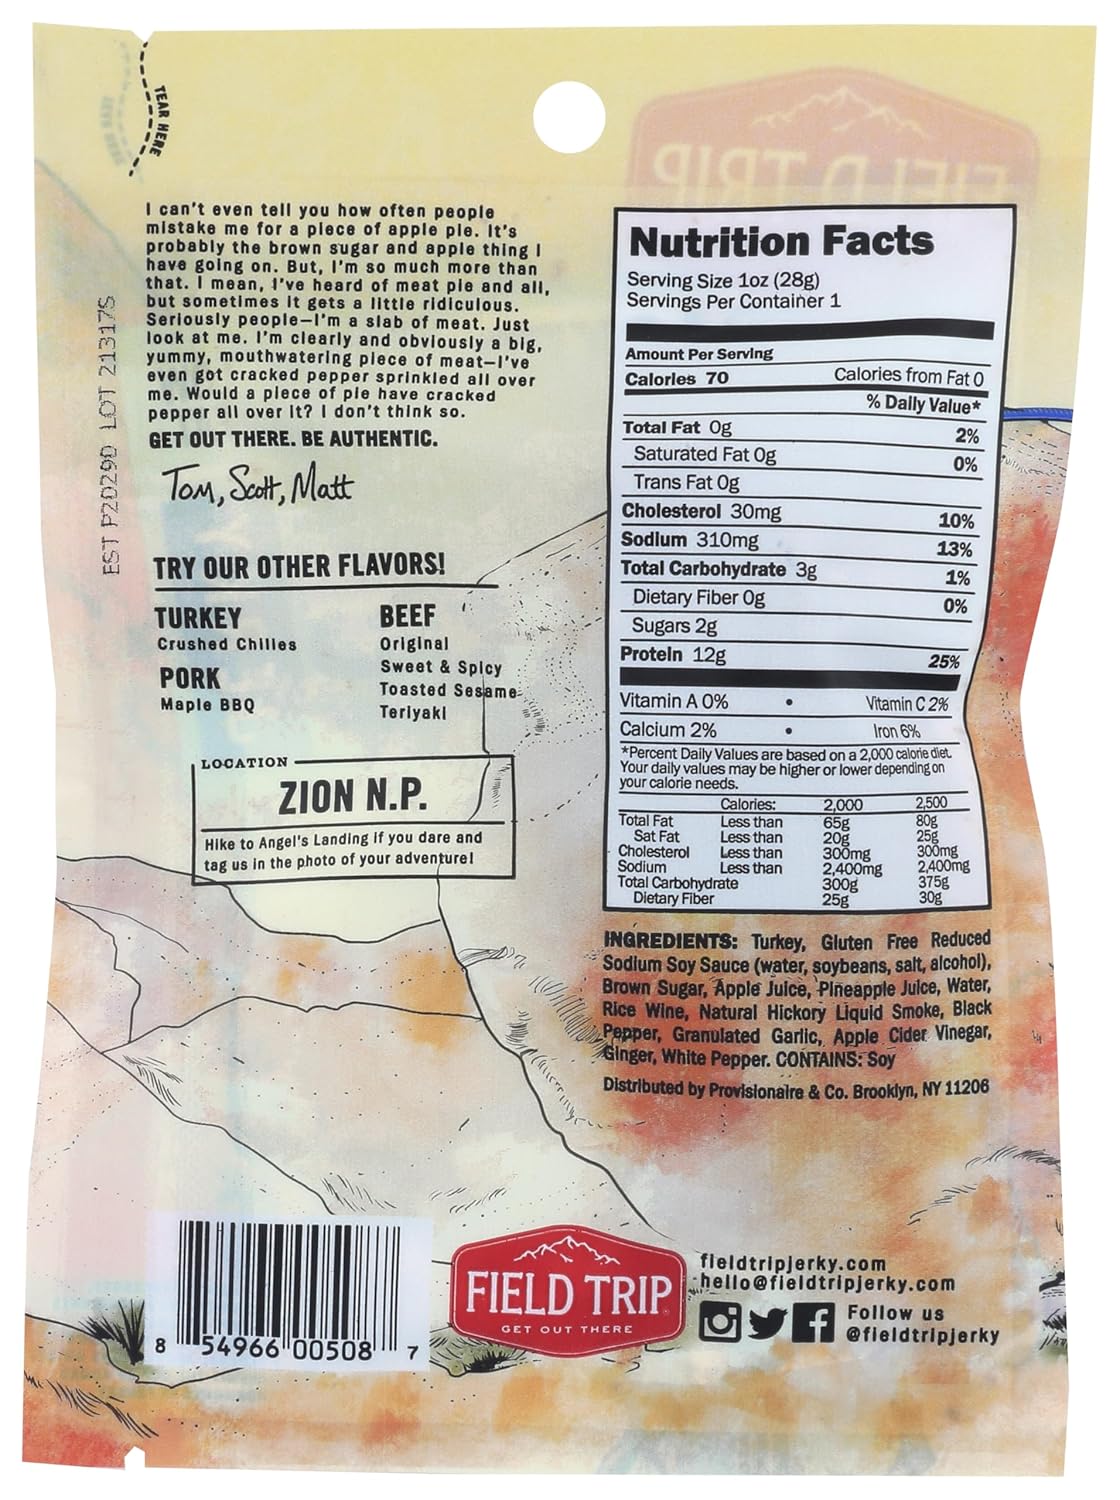 TEAR HERE
I can't even tell you how often people
mistake me for a piece of apple pie. It's
probably the brown sugar and apple thing I
have going on. But, I'm so much more than
that. I mean, I've heard of meat pie and all,
but sometimes it gets a little ridiculous.
Seriously people—I'm a slab of meat. Just
look at me. I'm clearly and obviously a big,
yummy, mouthwatering piece of meat—I've
even got cracked pepper sprinkled all over
me. Would a piece of pie have cracked
pepper all over it? I don't think so.
GET OUT THERE. BE AUTHENTIC.
Tom, Scott, Matt
EST P20290 LOT 21317S
TRY OUR OTHER FLAVORS!
TURKEY
Crushed Chilies
PORK
Maple BBQ
BEEF
Original
Sweet & Spicy
Toasted Sesame
Teriyaki
LOCATION
ZION N.P.
Hike to Angel's Landing if you dare and
tag us in the photo of your adventure!
FIELD TRIP
Nutrition Facts
Serving Size 1oz (28g)
Servings Per Container 1
Amount Per Serving
Calories 70 Calories from Fat 0
% Daily Value*
Total Fat 0g 2%
Saturated Fat 0g 0%
Trans Fat 0g
Cholesterol 30mg 10%
Sodium 310mg 13%
Total Carbohydrate 3g 1%
Dietary Fiber 0g 0%
Sugars 2g
Protein 12g 25%
Vitamin A 0% • Vitamin C 2%
Calcium 2% • Iron 6%
*Percent Daily Values are based on a 2,000 calorie diet.
Your daily values may be higher or lower depending on
your calorie needs.
Calories: 2,000 2,500
Total Fat Less than 65g 80g
Sat Fat Less than 20g 25g
Cholesterol Less than 300mg 300mg
Sodium Less than 2,400mg 2,400mg
Total Carbohydrate 300g 375g
Dietary Fiber 25g 30g
INGREDIENTS: Turkey, Gluten Free Reduced
Sodium Soy Sauce (water, soybeans, salt, alcohol),
Brown Sugar, Apple Juice, Pineapple Juice, Water,
Rice Wine, Natural Hickory Liquid Smoke, Black
Pepper, Granulated Garlic, Apple Cider Vinegar,
Ginger, White Pepper. CONTAINS: Soy
Distributed by Provisionaire & Co. Brooklyn, NY 11206
8 54966 00508 7
FIELD TRIP
GET OUT THERE
fieldtripjerky.com
hello@fieldtripjerky.com
Follow us
@fieldtripjerky